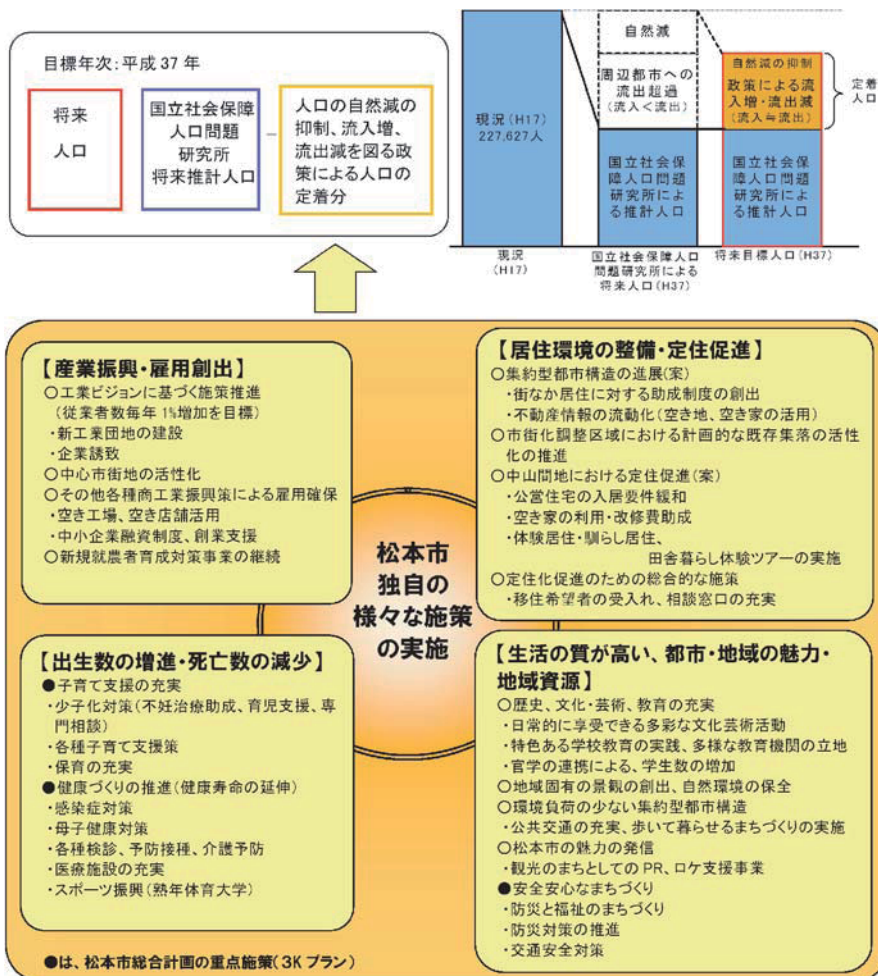 目標年次:平成37年
将来
人口
国立社会保障
人口問題
研究所
将来推計人口
人口の自然減の
抑制、流入増、
流出減を図る政
策による人口の
定着分
現況(H17)
227,627人
自然減
周辺都市への
流出超過
(流入<流出)
国立社会保
障人口問題
研究所によ
る推計人口
自然減の抑制
政策による流
入増・流出減
(流入≒流出)
国立社会保
障人口問題
研究所によ
る推計人口
定着
人口
現況
(H17)
国立社会保障人口
問題研究所による
将来人口(H37)
将来目標人口(H37)
【産業振興・雇用創出】
○工業ビジョンに基づく施策推進
(従業者数毎年1%増加を目標)
・新工業団地の建設
・企業誘致
○中心市街地の活性化
○その他各種商工業振興策による雇用確保
・空き工場、空き店舗活用
・中小企業融資制度、創業支援
○新規就農者育成対策事業の継続
【居住環境の整備・定住促進】
○集約型都市構造の進展(案)
・街なか居住に対する助成制度の創出
・不動産情報の流動化(空き地、空き家の活用)
○市街化調整区域における計画的な既存集落の活性
化の推進
○中山間地における定住促進(案)
・公営住宅の入居要件緩和
・空き家の利用・改修費助成
・体験居住・馴らし居住、
田舎暮らし体験ツアーの実施
○定住化促進のための総合的な施策
・移住希望者の受入れ、相談窓口の充実
松本市
独自の
様々な施策
の実施
【出生数の増進・死亡数の減少】
●子育て支援の充実
・少子化対策(不妊治療助成、育児支援、専
門相談)
・各種子育て支援策
・保育の充実
●健康づくりの推進(健康寿命の延伸)
・感染症対策
・母子健康対策
・各種検診、予防接種、介護予防
・医療施設の充実
・スポーツ振興(熟年体育大学)
【生活の質が高い、都市・地域の魅力・
地域資源】
○歴史、文化・芸術、教育の充実
・日常的に享受できる多彩な文化芸術活動
・特色ある学校教育の実践、多様な教育機関の立地
・官学の連携による、学生数の増加
○地域固有の景観の創出、自然環境の保全
○環境負荷の少ない集約型都市構造
・公共交通の充実、歩いて暮らせるまちづくりの実施
○松本市の魅力の発信
・観光のまちとしてのPR、ロケ支援事業
●安全安心なまちづくり
・防災と福祉のまちづくり
・防災対策の推進
・交通安全対策
●は、松本市総合計画の重点施策(3Kプラン)